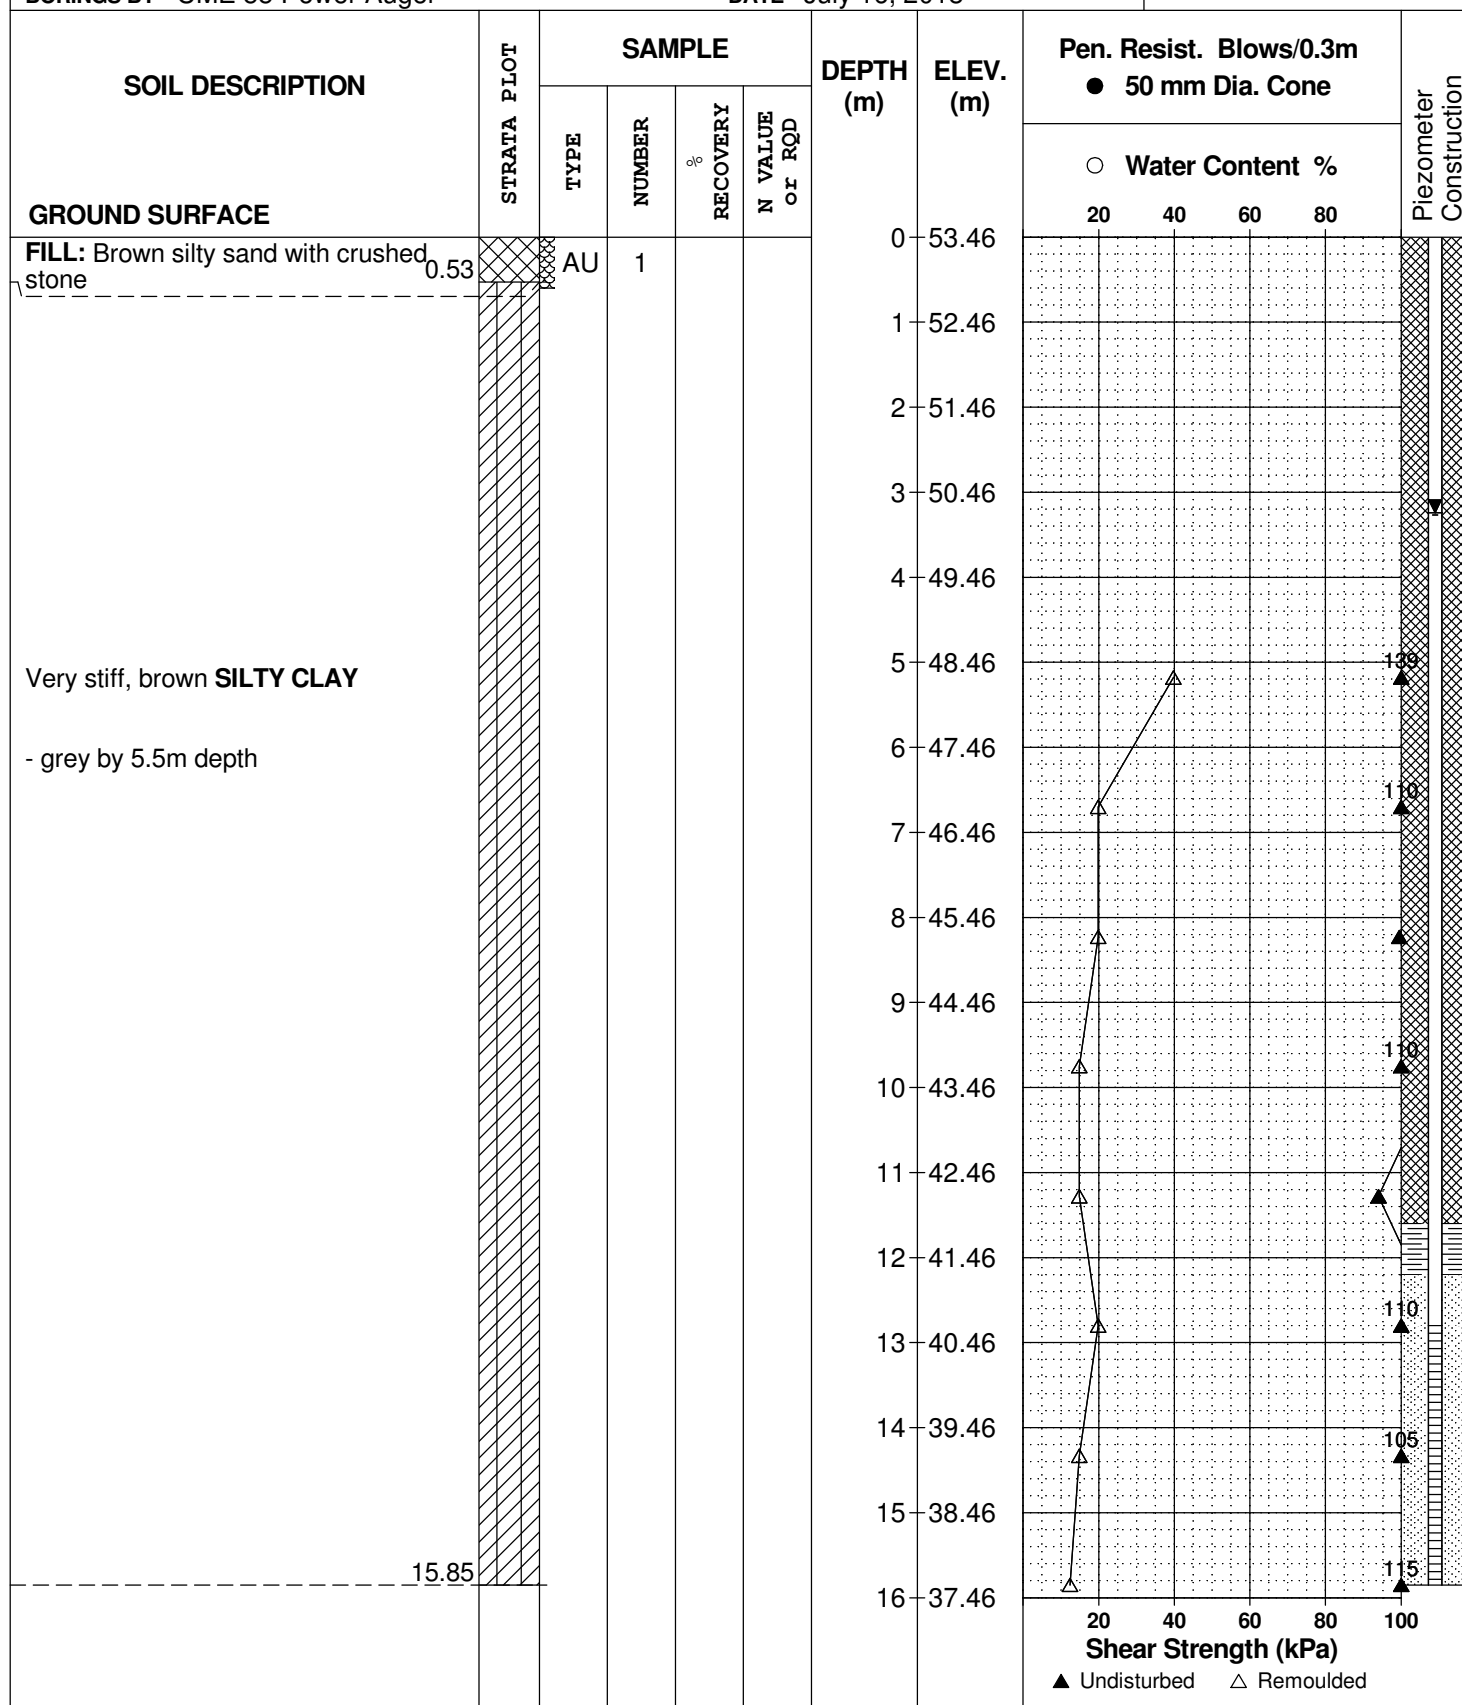 SOIL DESCRIPTION
GROUND SURFACE
STRATA PLOT
SAMPLE
TYPE
NUMBER
%
RECOVERY
N VALUE
or RQD
DEPTH
(m)
ELEV.
(m)
Pen. Resist. Blows/0.3m
● 50 mm Dia. Cone
○ Water Content %
20 40 60 80
Piezometer
Construction
FILL: Brown silty sand with crushed
stone
0.53
AU 1
0 53.46
1 52.46
2 51.46
3 50.46
4 49.46
5 48.46
139
Very stiff, brown SILTY CLAY
- grey by 5.5m depth
6 47.46
110
7 46.46
8 45.46
9 44.46
110
10 43.46
11 42.46
12 41.46
110
13 40.46
14 39.46
105
15 38.46
15.85
115
16 37.46
20 40 60 80 100
Shear Strength (kPa)
▲ Undisturbed △ Remoulded